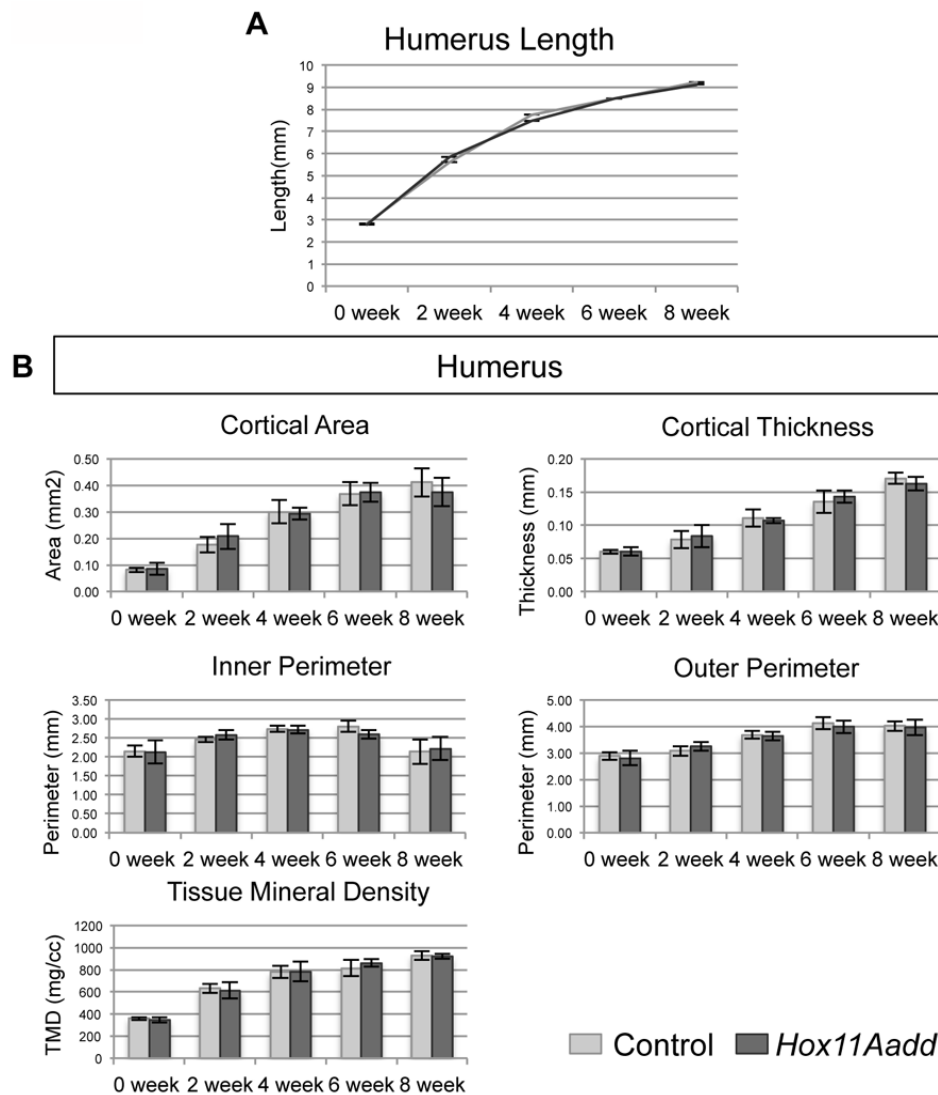 A
Humerus Length
Length(mm)
10
9
8
7
6
5
4
3
2
1
0
0 week 2 week 4 week 6 week 8 week
B
Humerus
Cortical Area
Area (mm2)
0.50
0.40
0.30
0.20
0.10
0.00
0 week 2 week 4 week 6 week 8 week
Cortical Thickness
Thickness (mm)
0.20
0.15
0.10
0.05
0.00
0 week 2 week 4 week 6 week 8 week
Inner Perimeter
Perimeter (mm)
3.50
3.00
2.50
2.00
1.50
1.00
0.50
0.00
0 week 2 week 4 week 6 week 8 week
Outer Perimeter
Perimeter (mm)
5.00
4.00
3.00
2.00
1.00
0.00
0 week 2 week 4 week 6 week 8 week
Tissue Mineral Density
TMD (mg/cc)
1200
1000
800
600
400
200
0
0 week 2 week 4 week 6 week 8 week
Control Hox11Aadd